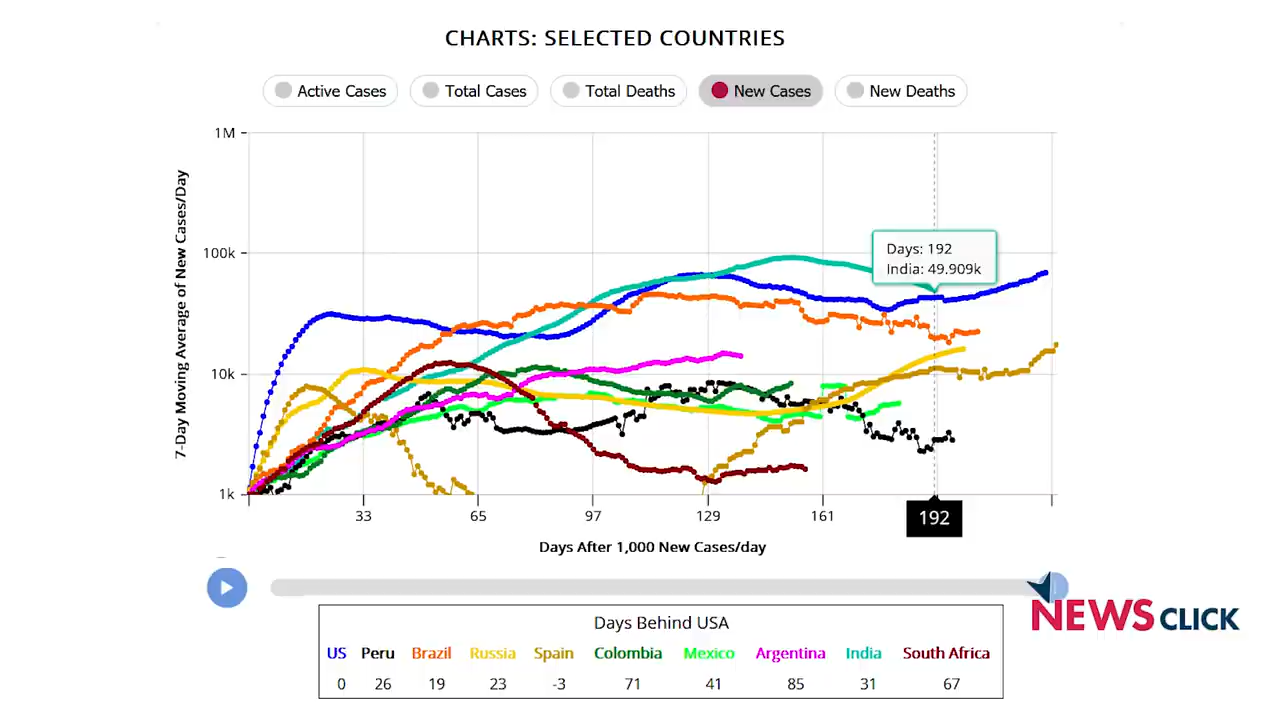 CHARTS: SELECTED COUNTRIES
Active Cases Total Cases Total Deaths New Cases New Deaths
7-Day Moving Average of New Cases/Day
1M
100k
10k
1k
Days: 192
India: 49.909k
33 65 97 129 161 192
Days After 1,000 New Cases/day
NEWSCLICK
Days Behind USA
US Peru Brazil Russia Spain Colombia Mexico Argentina India South Africa
0 26 19 23 -3 71 41 85 31 67